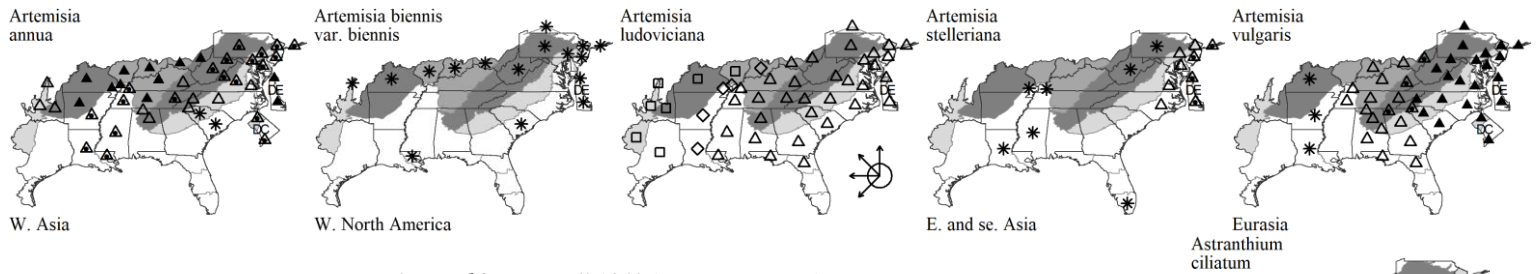 Artemisia
annua
Artemisia biennis
var. biennis
Artemisia
ludoviciana
Artemisia
stelleriana
Artemisia
vulgaris
DE
DC
DE
DE
DE
DE
DC
W. Asia
W. North America
E. and se. Asia
Eurasia
Astranthium
ciliatum